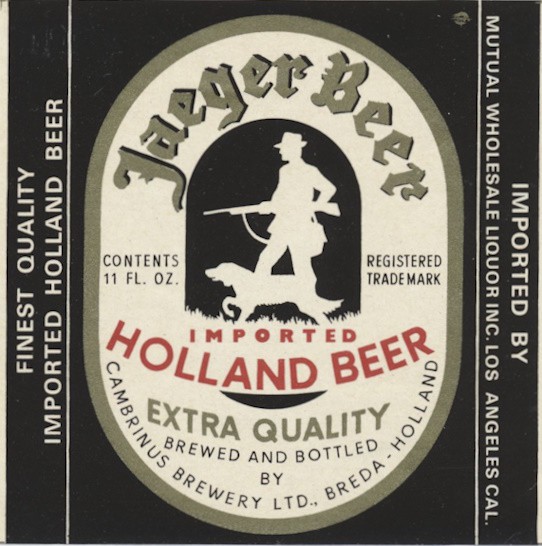 FINEST QUALITY
IMPORTED HOLLAND BEER
Jaeger Beer
CONTENTS
11 FL. OZ.
REGISTERED
TRADEMARK
IMPORTED
HOLLAND BEER
EXTRA QUALITY
BREWED AND BOTTLED
BY
CAMBRINUS BREWERY LTD., BREDA - HOLLAND
IMPORTED BY
MUTUAL WHOLESALE LIQUOR INC. LOS ANGELES CAL.